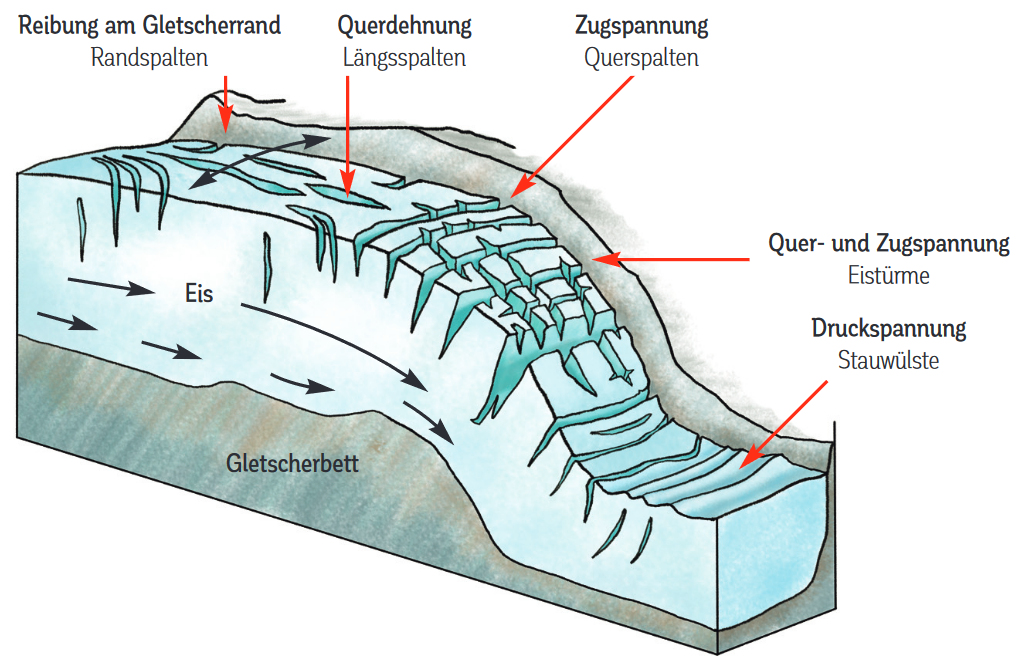 Reibung am Gletscherrand
Randspalten
Querdehnung
Längsspalten
Zugspannung
Querspalten
Quer- und Zugspannung
Eistürme
Druckspannung
Stauwülste
Eis
Gletscherbett